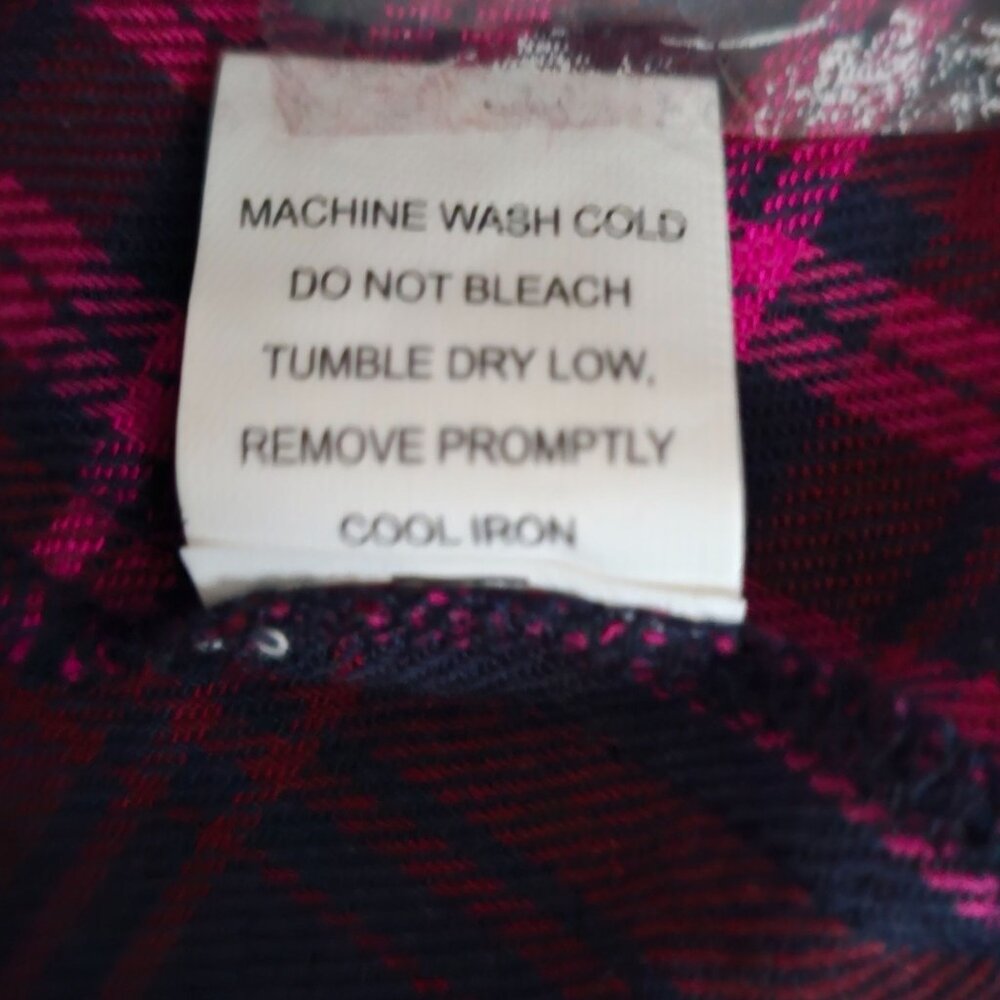 MACHINE WASH COLD
DO NOT BLEACH
TUMBLE DRY LOW,
REMOVE PROMPTLY
COOL IRON